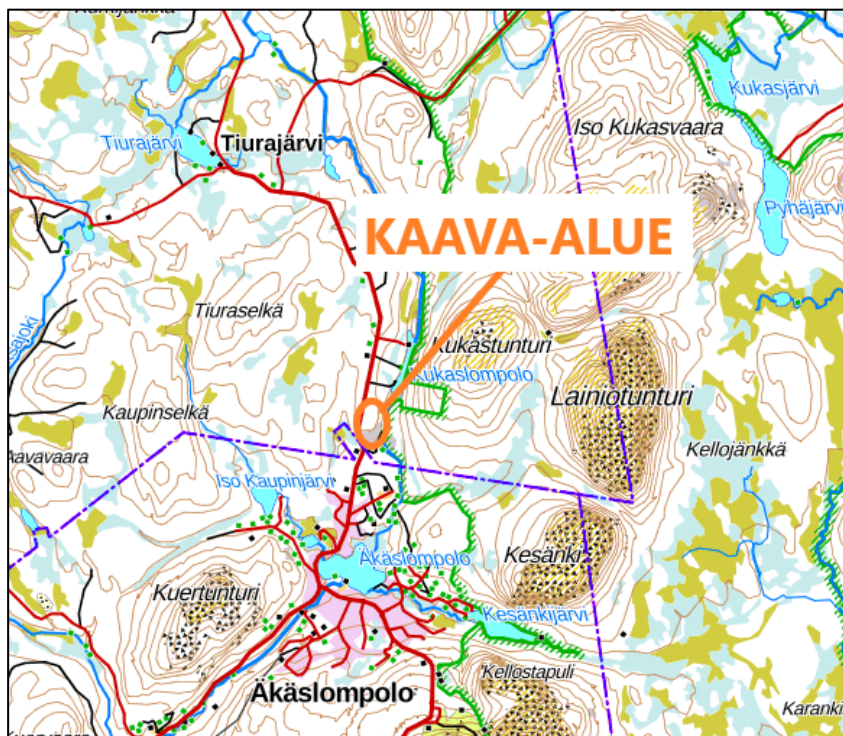 Kukasjärvi
Iso Kukasvaara
Tiurajärvi
Tiurajärvi
Pyhäjärvi
KAAVA-ALUE
Tiuraselkä
Kukastunturi
Kukaslompolo
Lainiotunturi
Kaupinselkä
Kellojänkkä
Aavavaara
Iso Kaupinjärvi
Äkäslompolo
Kesänki
Kuertunturi
Kesänkijärvi
Kellostapuli
Äkäslompolo
Karanki